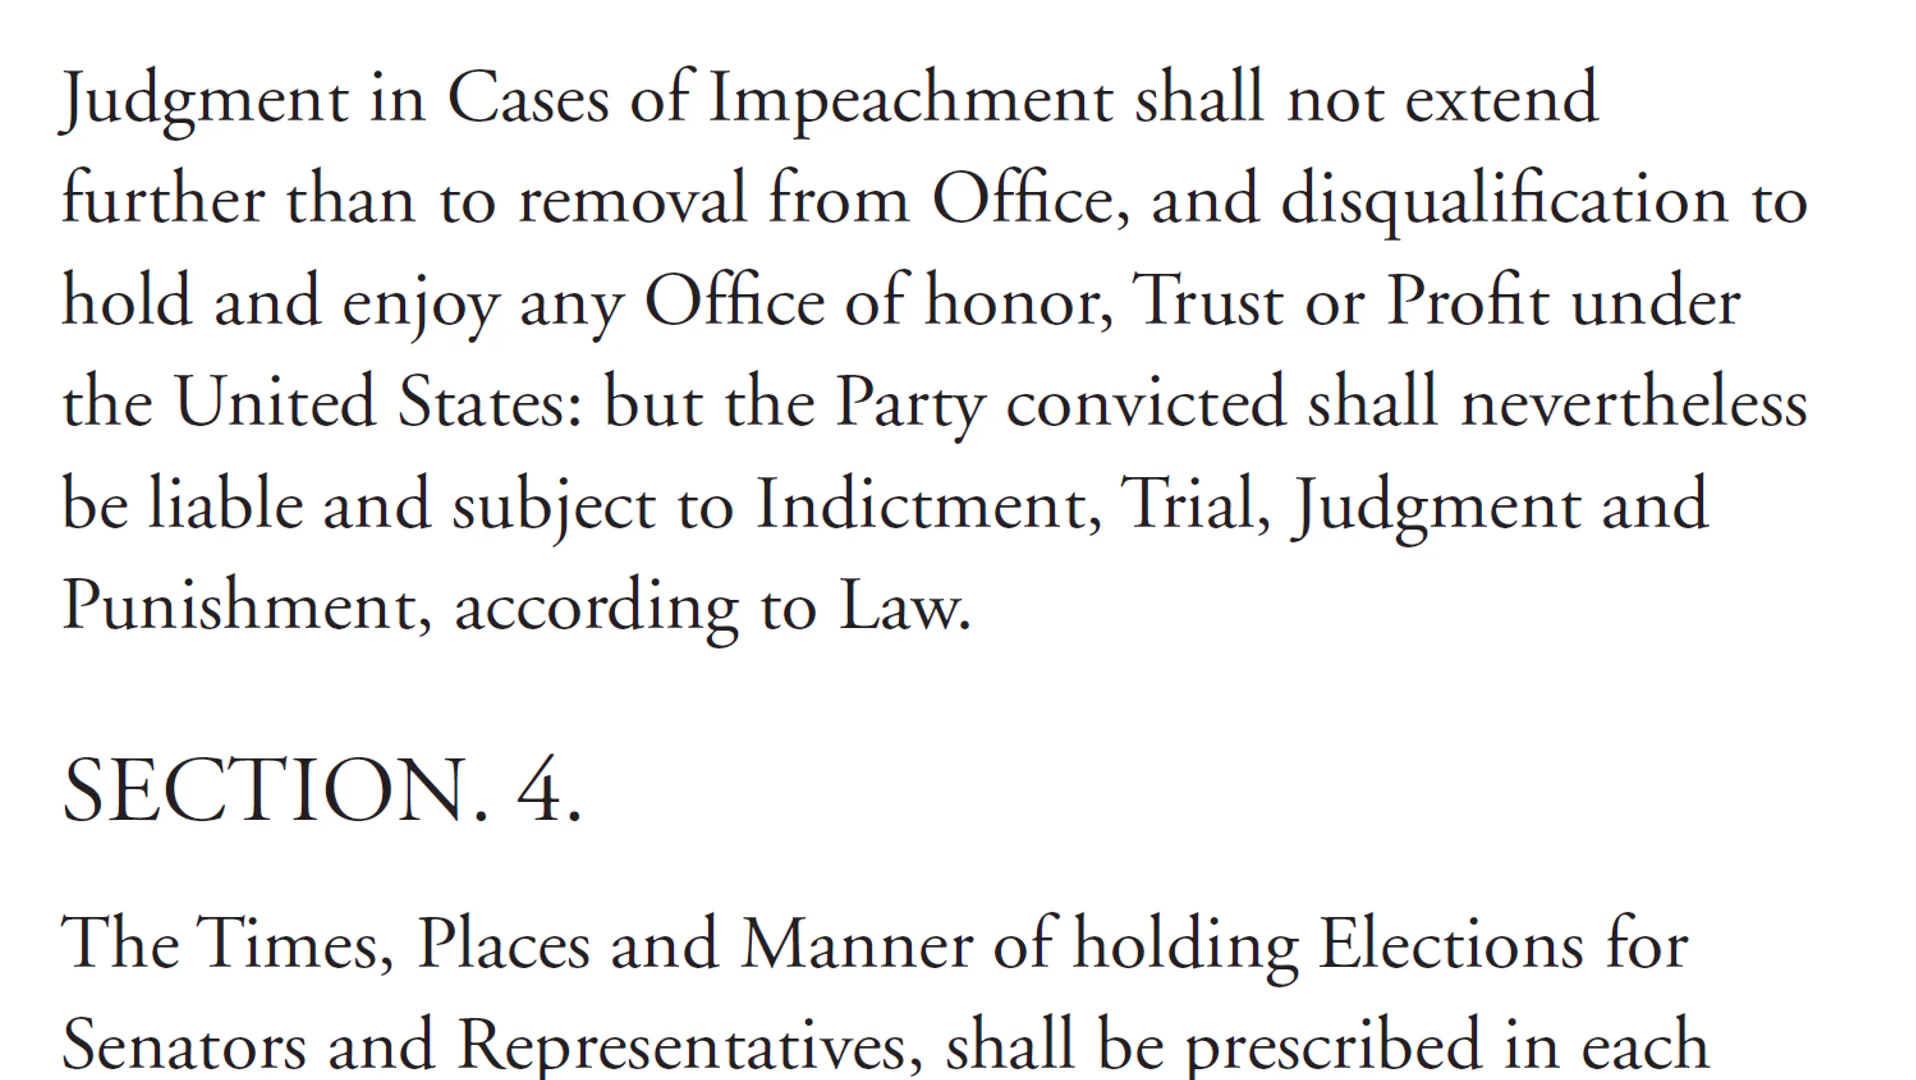 Judgment in Cases of Impeachment shall not extend
further than to removal from Office, and disqualification to
hold and enjoy any Office of honor, Trust or Profit under
the United States: but the Party convicted shall nevertheless
be liable and subject to Indictment, Trial, Judgment and
Punishment, according to Law.
SECTION. 4.
The Times, Places and Manner of holding Elections for
Senators and Representatives, shall be prescribed in each